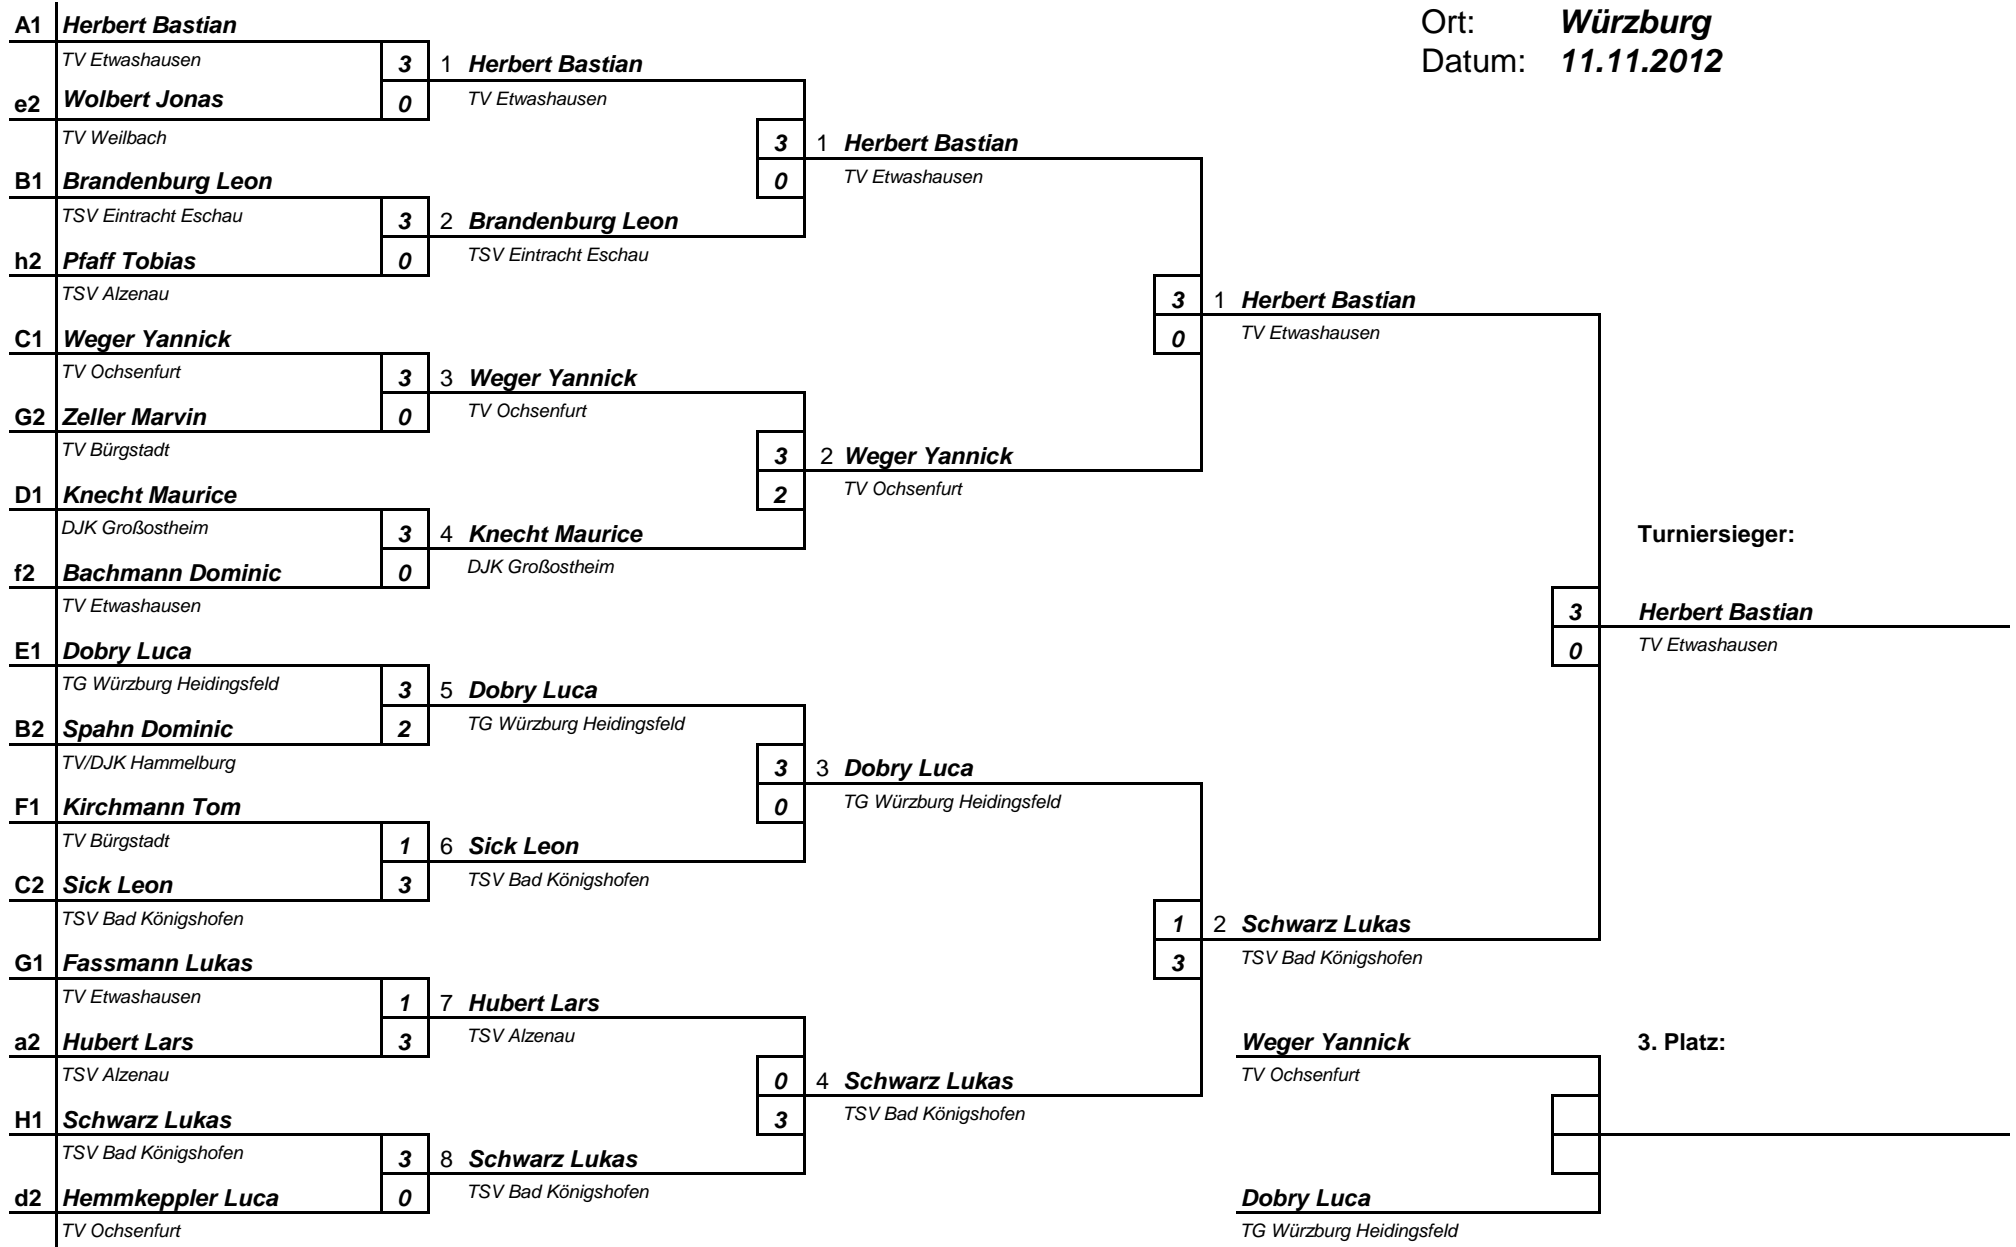 Ort: Würzburg
Datum: 11.11.2012
A1 Herbert Bastian
TV Etwashausen 3
e2 Wolbert Jonas 0
TV Weilbach
B1 Brandenburg Leon
TSV Eintracht Eschau 3
h2 Pfaff Tobias 0
TSV Alzenau
C1 Weger Yannick
TV Ochsenfurt 3
G2 Zeller Marvin 0
TV Bürgstadt
D1 Knecht Maurice
DJK Großostheim 3
f2 Bachmann Dominic 0
TV Etwashausen
E1 Dobry Luca
TG Würzburg Heidingsfeld 3
B2 Spahn Dominic 2
TV/DJK Hammelburg
F1 Kirchmann Tom
TV Bürgstadt 1
C2 Sick Leon 3
TSV Bad Königshofen
G1 Fassmann Lukas
TV Etwashausen 1
a2 Hubert Lars 3
TSV Alzenau
H1 Schwarz Lukas
TSV Bad Königshofen 3
d2 Hemmkeppler Luca 0
TV Ochsenfurt
1 Herbert Bastian
TV Etwashausen
3
0
2 Brandenburg Leon
TSV Eintracht Eschau
3 Weger Yannick
TV Ochsenfurt
3
2
4 Knecht Maurice
DJK Großostheim
5 Dobry Luca
TG Würzburg Heidingsfeld
3
0
6 Sick Leon
TSV Bad Königshofen
7 Hubert Lars
TSV Alzenau
0
3
8 Schwarz Lukas
TSV Bad Königshofen
1 Herbert Bastian
TV Etwashausen
3
0
2 Weger Yannick
TV Ochsenfurt
3 Dobry Luca
TG Würzburg Heidingsfeld
1
3
4 Schwarz Lukas
TSV Bad Königshofen
1 Herbert Bastian
TV Etwashausen
3
0
2 Schwarz Lukas
TSV Bad Königshofen
Turniersieger:
Herbert Bastian
TV Etwashausen
Weger Yannick
TV Ochsenfurt
3. Platz:
Dobry Luca
TG Würzburg Heidingsfeld